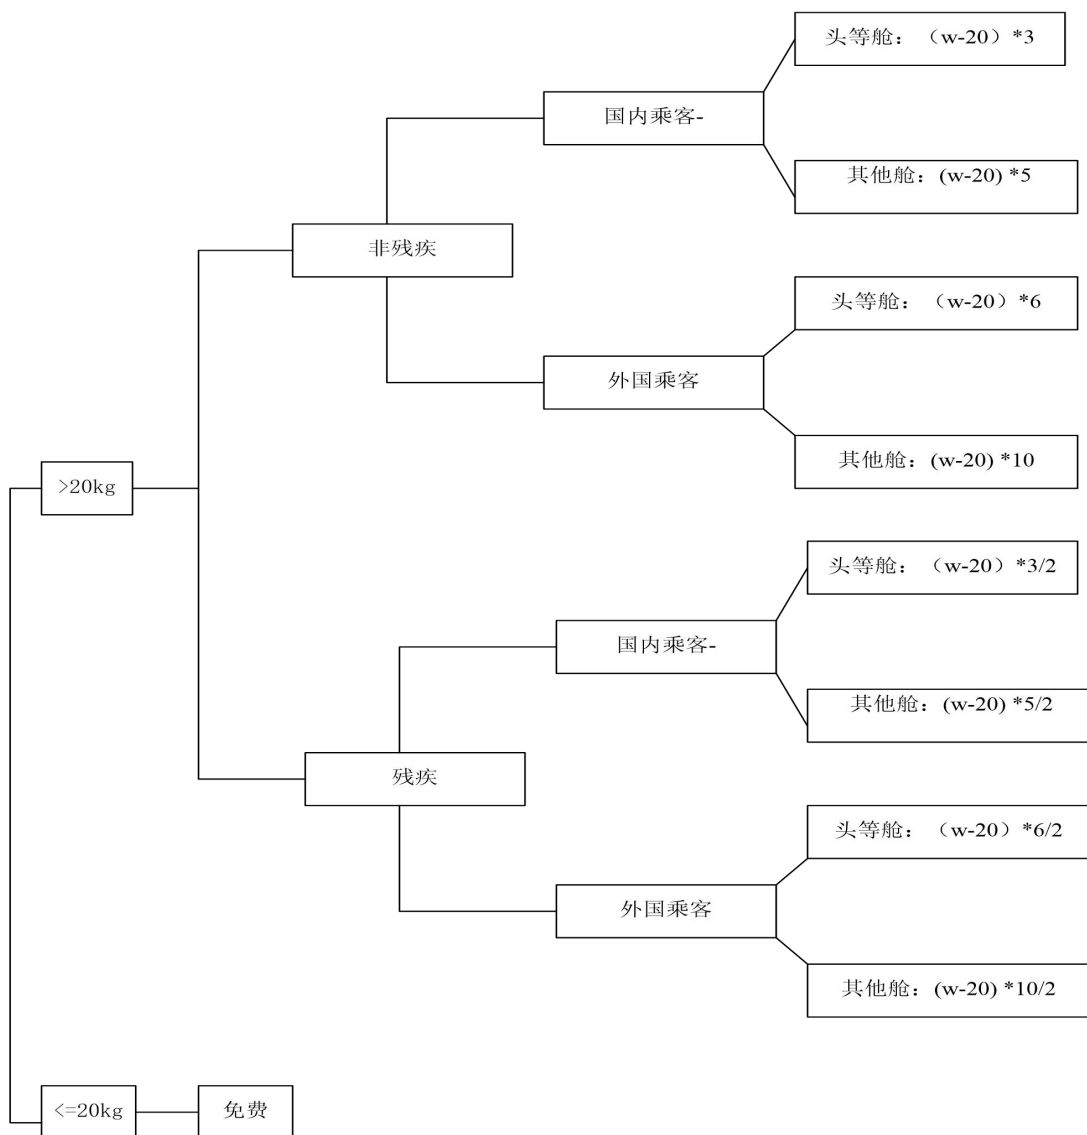 头等舱：（w-20）*3
国内乘客-
其他舱：(w-20) *5
非残疾
头等舱：（w-20）*6
外国乘客
其他舱：(w-20) *10
>20kg
头等舱：（w-20）*3/2
国内乘客-
其他舱：(w-20) *5/2
残疾
头等舱：（w-20）*6/2
外国乘客
其他舱：(w-20) *10/2
<=20kg
免费